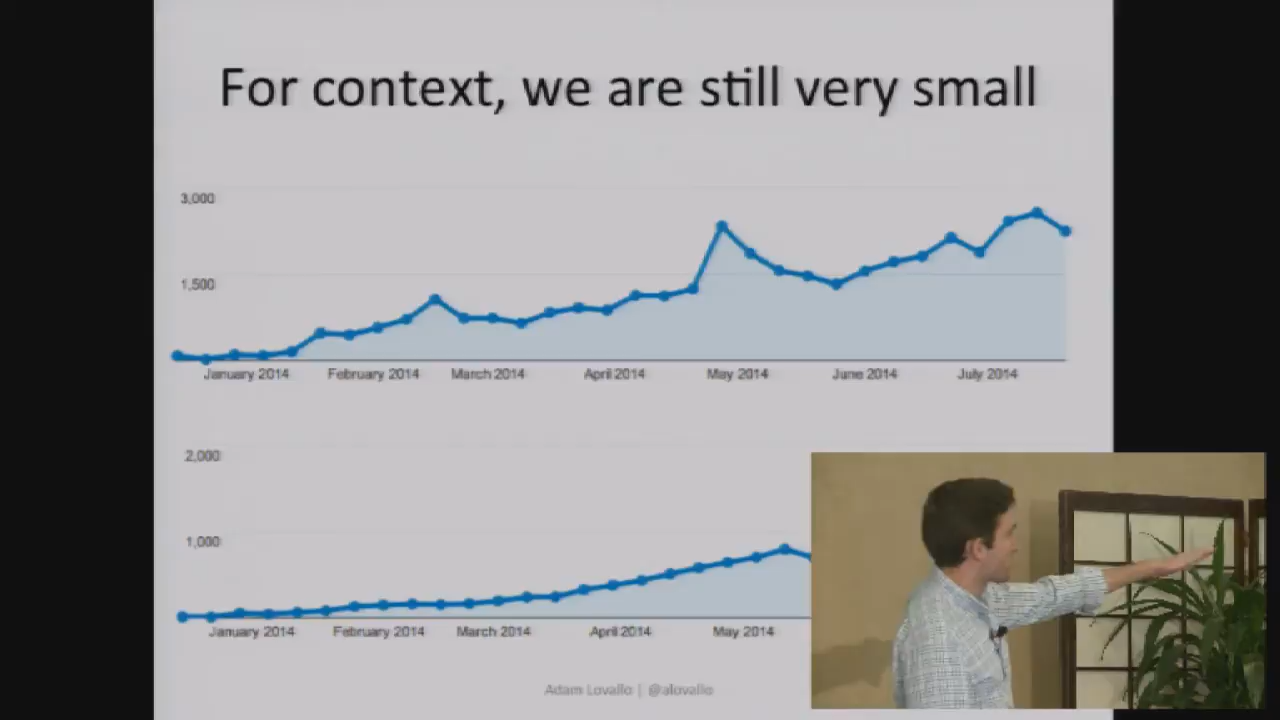 For context, we are still very small
3,000
1,500
January 2014 February 2014 March 2014 April 2014 May 2014 June 2014 July 2014
2,000
1,000
January 2014 February 2014 March 2014 April 2014 May 2014
Adam Lovallo | @alovallo